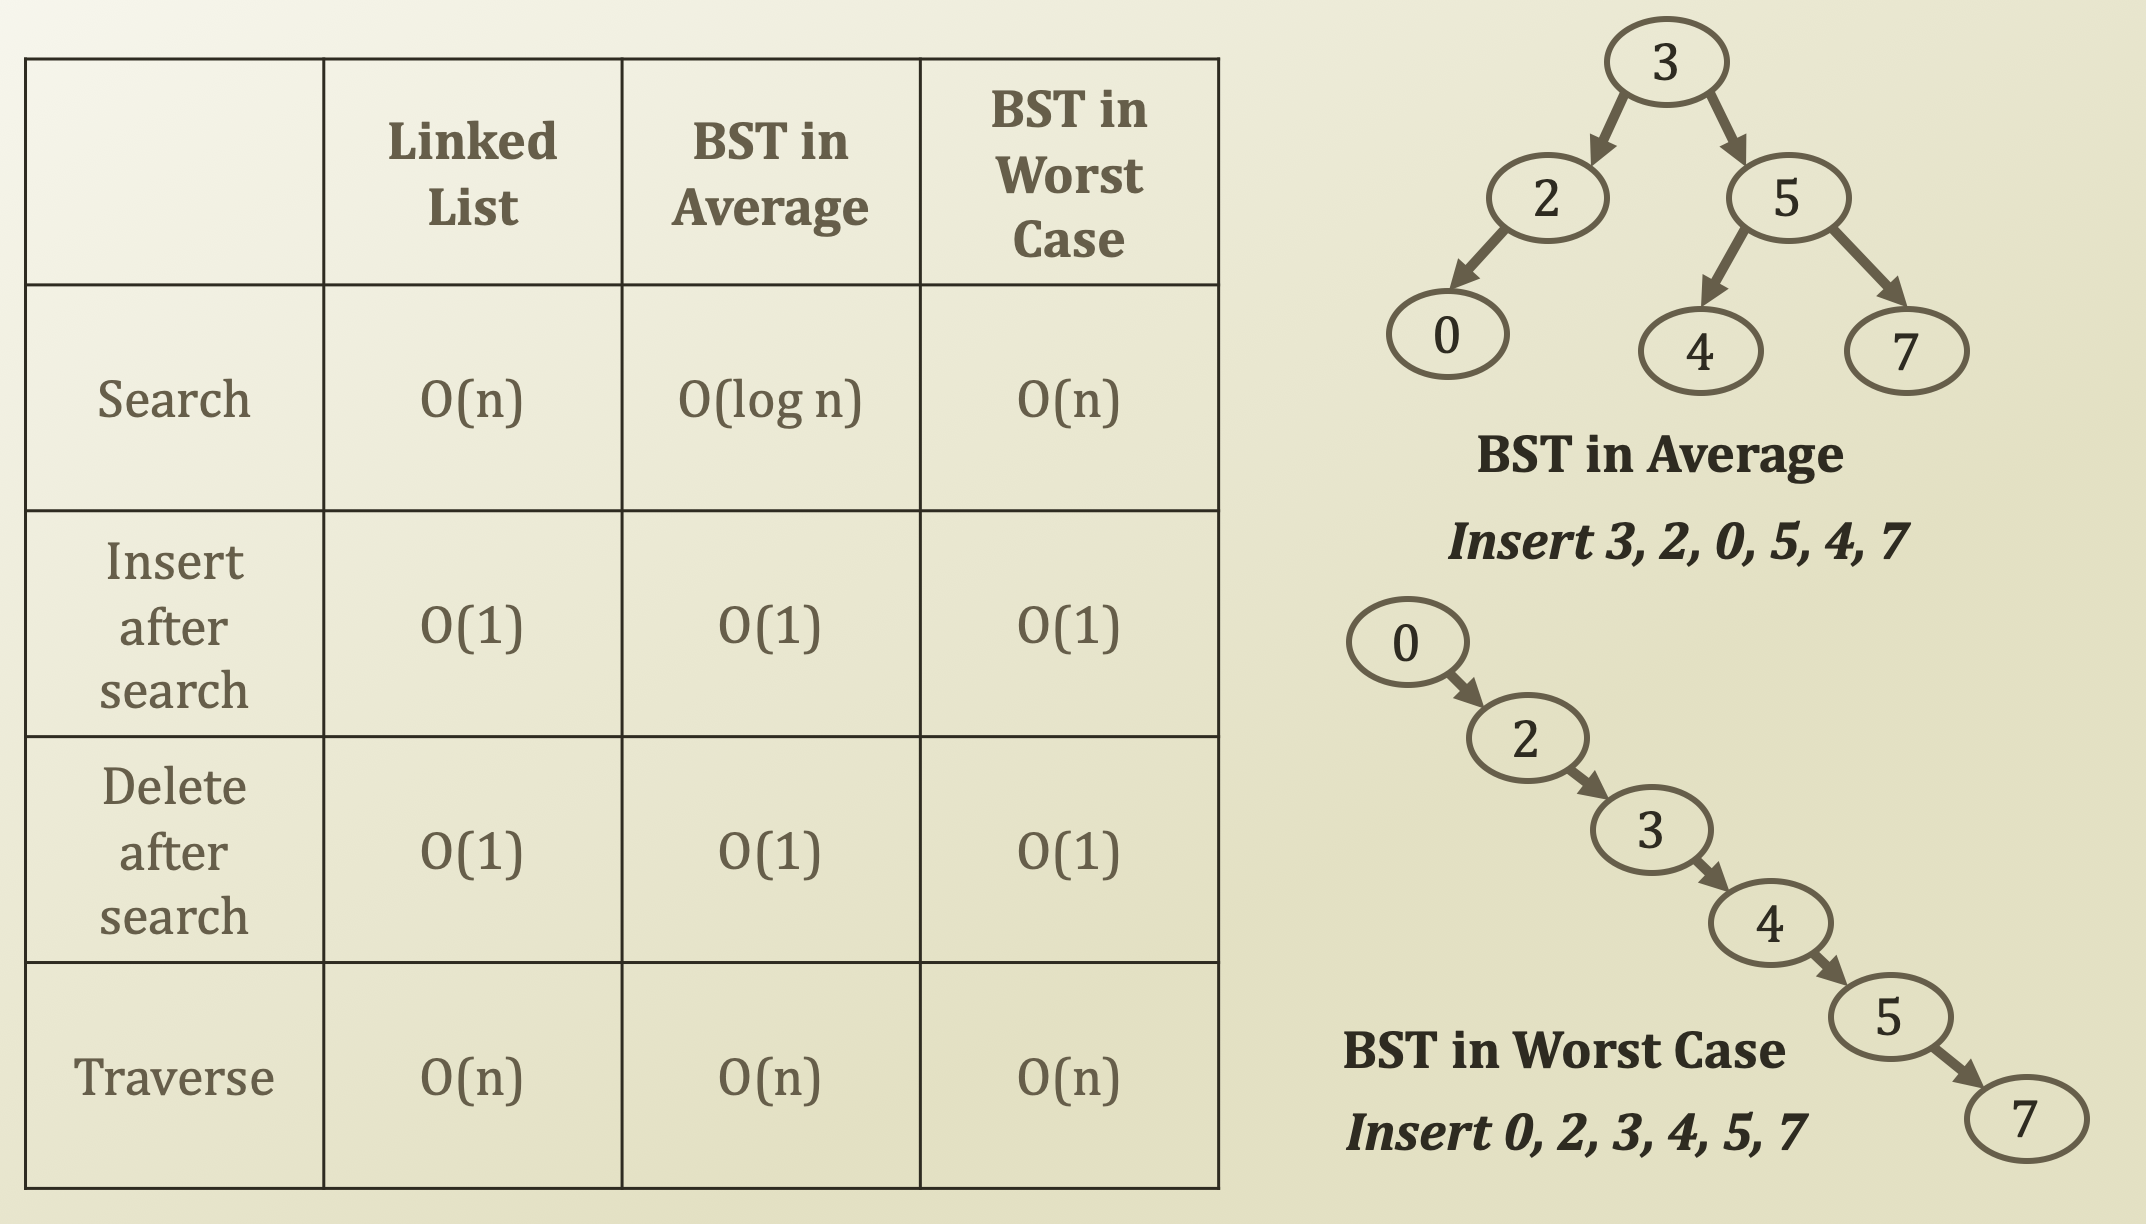 Linked
List
BST in
Average
BST in
Worst
Case
Search
O(n)
O(log n)
O(n)
Insert
after
search
O(1)
O(1)
O(1)
Delete
after
search
O(1)
O(1)
O(1)
Traverse
O(n)
O(n)
O(n)
3
2
5
0
4
7
BST in Average
Insert 3, 2, 0, 5, 4, 7
0
2
3
4
5
7
BST in Worst Case
Insert 0, 2, 3, 4, 5, 7